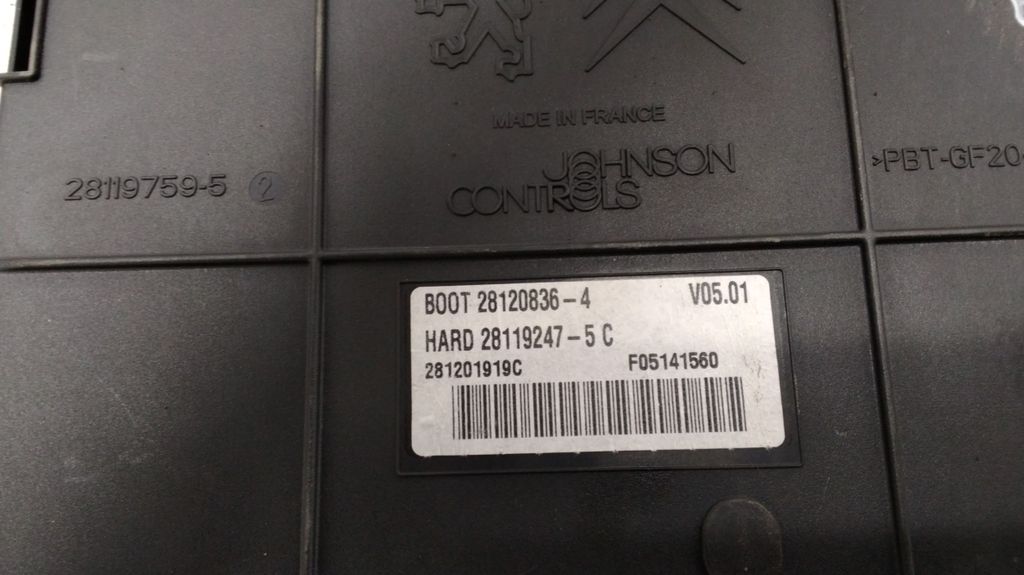 MADE IN FRANCE
JOHNSON
CONTROLS
28119759-5 2
>PBT-GF20
BOOT 28120836-4 V05.01
HARD 28119247-5 C
281201919C F05141560